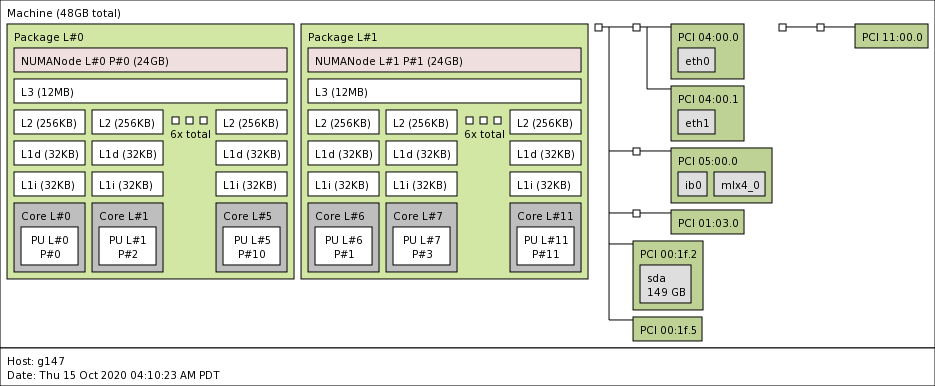 Machine (48GB total)
Package L#0
NUMANode L#0 P#0 (24GB)
L3 (12MB)
L2 (256KB)
L2 (256KB)
6x total
L2 (256KB)
L1d (32KB)
L1d (32KB)
L1d (32KB)
L1i (32KB)
L1i (32KB)
L1i (32KB)
Core L#0
PU L#0
P#0
Core L#1
PU L#1
P#2
Core L#5
PU L#5
P#10
Package L#1
NUMANode L#1 P#1 (24GB)
L3 (12MB)
L2 (256KB)
L2 (256KB)
6x total
L2 (256KB)
L1d (32KB)
L1d (32KB)
L1d (32KB)
L1i (32KB)
L1i (32KB)
L1i (32KB)
Core L#6
PU L#6
P#1
Core L#7
PU L#7
P#3
Core L#11
PU L#11
P#11
PCI 04:00.0
eth0
PCI 04:00.1
eth1
PCI 05:00.0
ib0
mlx4_0
PCI 01:03.0
PCI 00:1f.2
sda
149 GB
PCI 00:1f.5
PCI 11:00.0
Host: g147
Date: Thu 15 Oct 2020 04:10:23 AM PDT